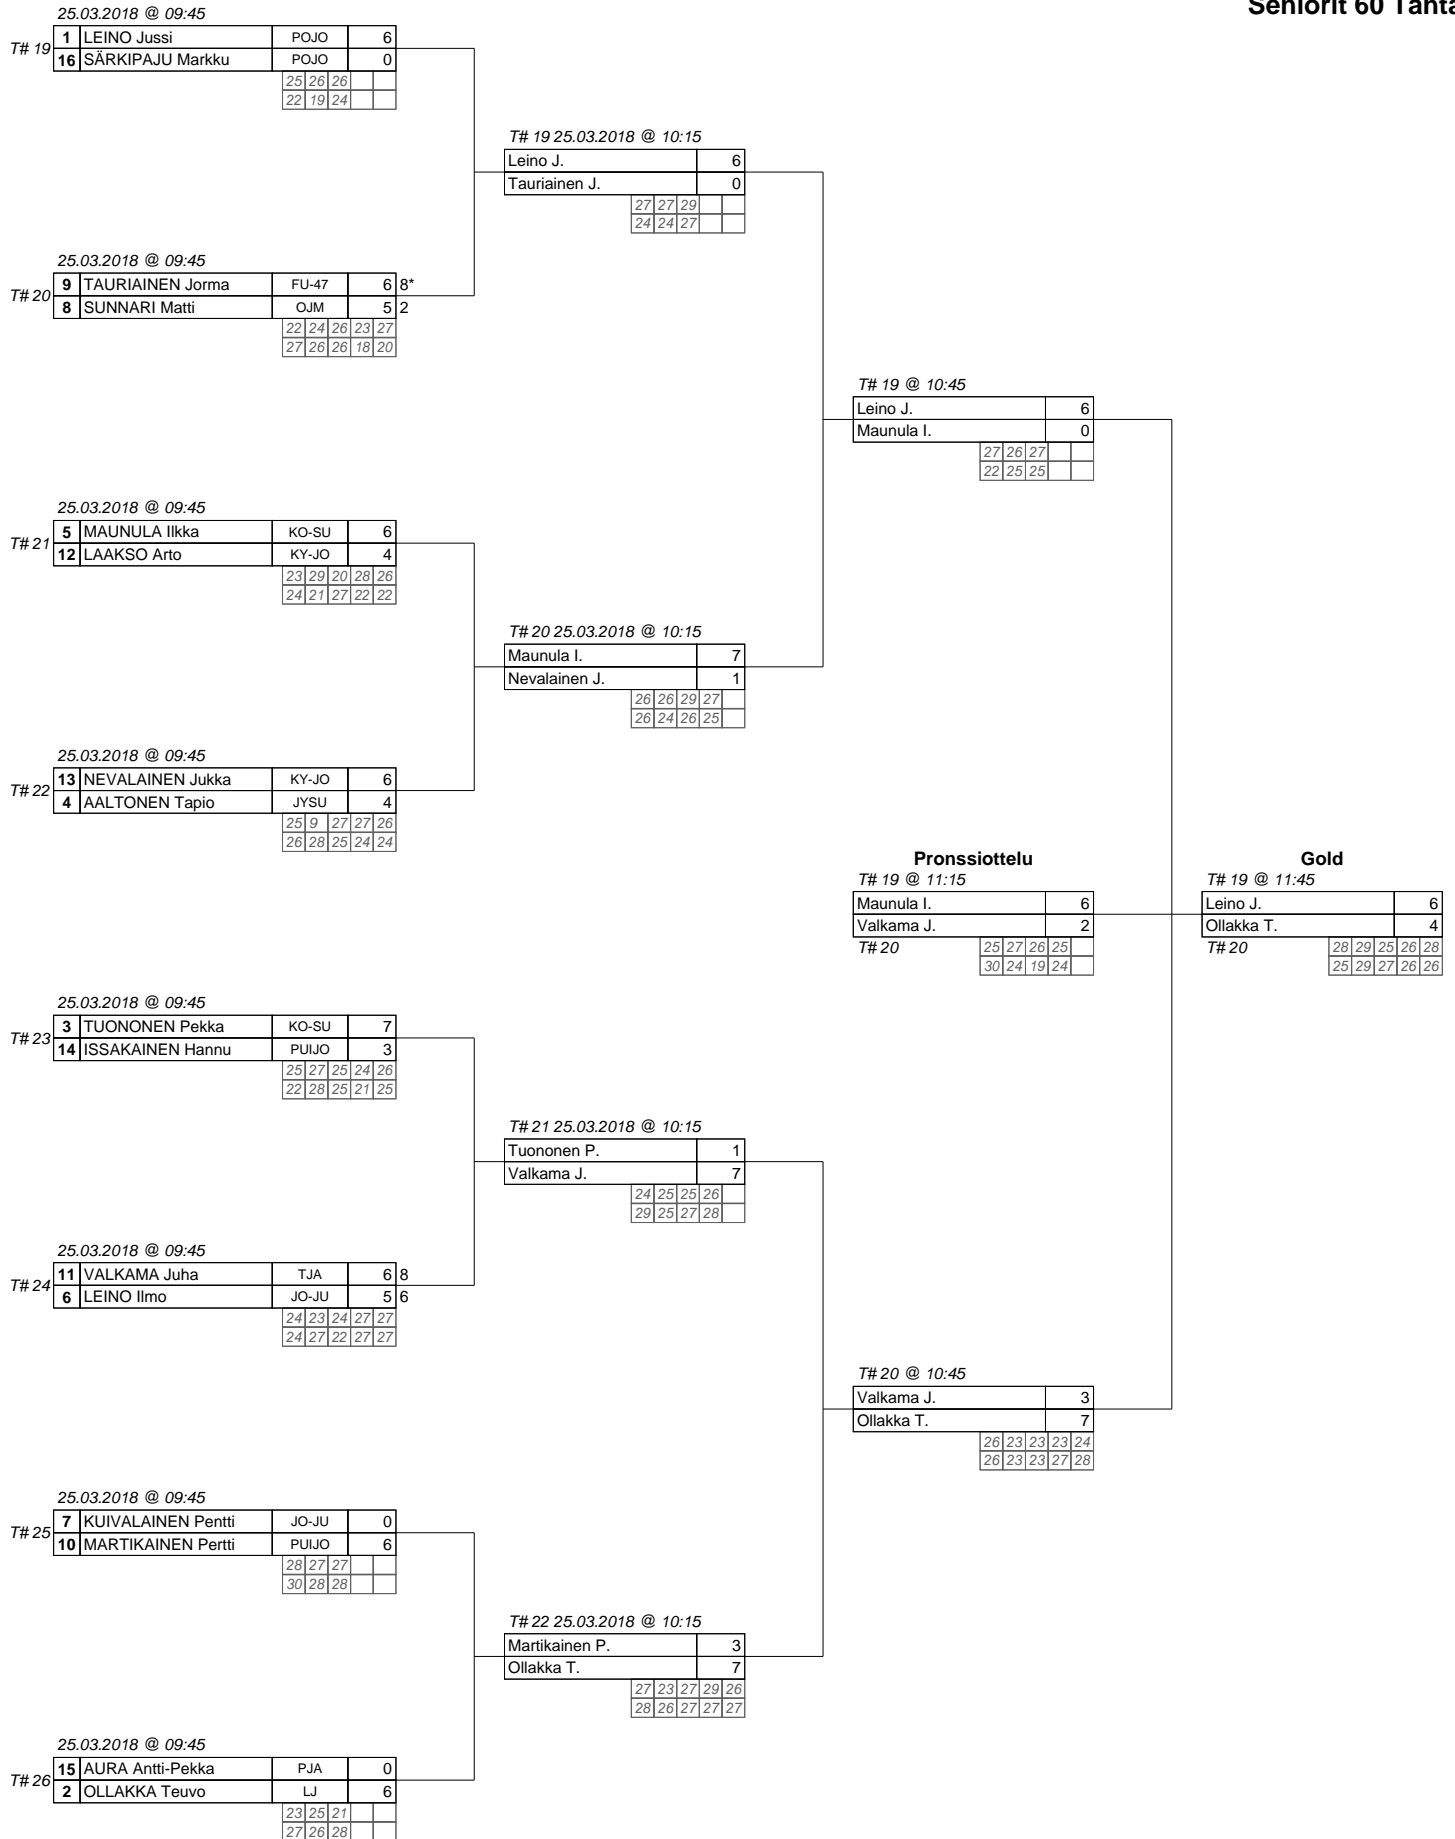 Seniorit 60 Tähtä
25.03.2018 @ 09:45
T# 19
1 LEINO Jussi POJO 6
16 SÄRKIPAJU Markku POJO 0
25 26 26
22 19 24
T# 19 25.03.2018 @ 10:15
Leino J. 6
Tauriainen J. 0
27 27 29
24 24 27
25.03.2018 @ 09:45
T# 20
9 TAURIAINEN Jorma FU-47 6 8*
8 SUNNARI Matti OJM 5 2
22 24 26 23 27
27 26 26 18 20
T# 19 @ 10:45
Leino J. 6
Maunula I. 0
27 26 27
22 25 25
25.03.2018 @ 09:45
T# 21
5 MAUNULA Ilkka KO-SU 6
12 LAAKSO Arto KY-JO 4
23 29 20 28 26
24 21 27 22 22
T# 20 25.03.2018 @ 10:15
Maunula I. 7
Nevalainen J. 1
26 26 29 27
26 24 26 25
25.03.2018 @ 09:45
T# 22
13 NEVALAINEN Jukka KY-JO 6
4 AALTONEN Tapio JYSU 4
25 9 27 27 26
26 28 25 24 24
Pronssiottelu
T# 19 @ 11:15
Maunula I. 6
Valkama J. 2
T# 20
25 27 26 25
30 24 19 24
Gold
T# 19 @ 11:45
Leino J. 6
Ollakka T. 4
T# 20
28 29 25 26 28
25 29 27 26 26
25.03.2018 @ 09:45
T# 23
3 TUONONEN Pekka KO-SU 7
14 ISSAKAINEN Hannu PUIJO 3
25 27 25 24 26
22 28 25 21 25
T# 21 25.03.2018 @ 10:15
Tuononen P. 1
Valkama J. 7
24 25 25 26
29 25 27 28
25.03.2018 @ 09:45
T# 24
11 VALKAMA Juha TJA 6 8
6 LEINO Ilmo JO-JU 5 6
24 23 24 27 27
24 27 22 27 27
T# 20 @ 10:45
Valkama J. 3
Ollakka T. 7
26 23 23 23 24
26 23 23 27 28
25.03.2018 @ 09:45
T# 25
7 KUIVALAINEN Pentti JO-JU 0
10 MARTIKAINEN Pertti PUIJO 6
28 27 27
30 28 28
T# 22 25.03.2018 @ 10:15
Martikainen P. 3
Ollakka T. 7
27 23 27 29 26
28 26 27 27 27
25.03.2018 @ 09:45
T# 26
15 AURA Antti-Pekka PJA 0
2 OLLAKKA Teuvo LJ 6
23 25 21
27 26 28